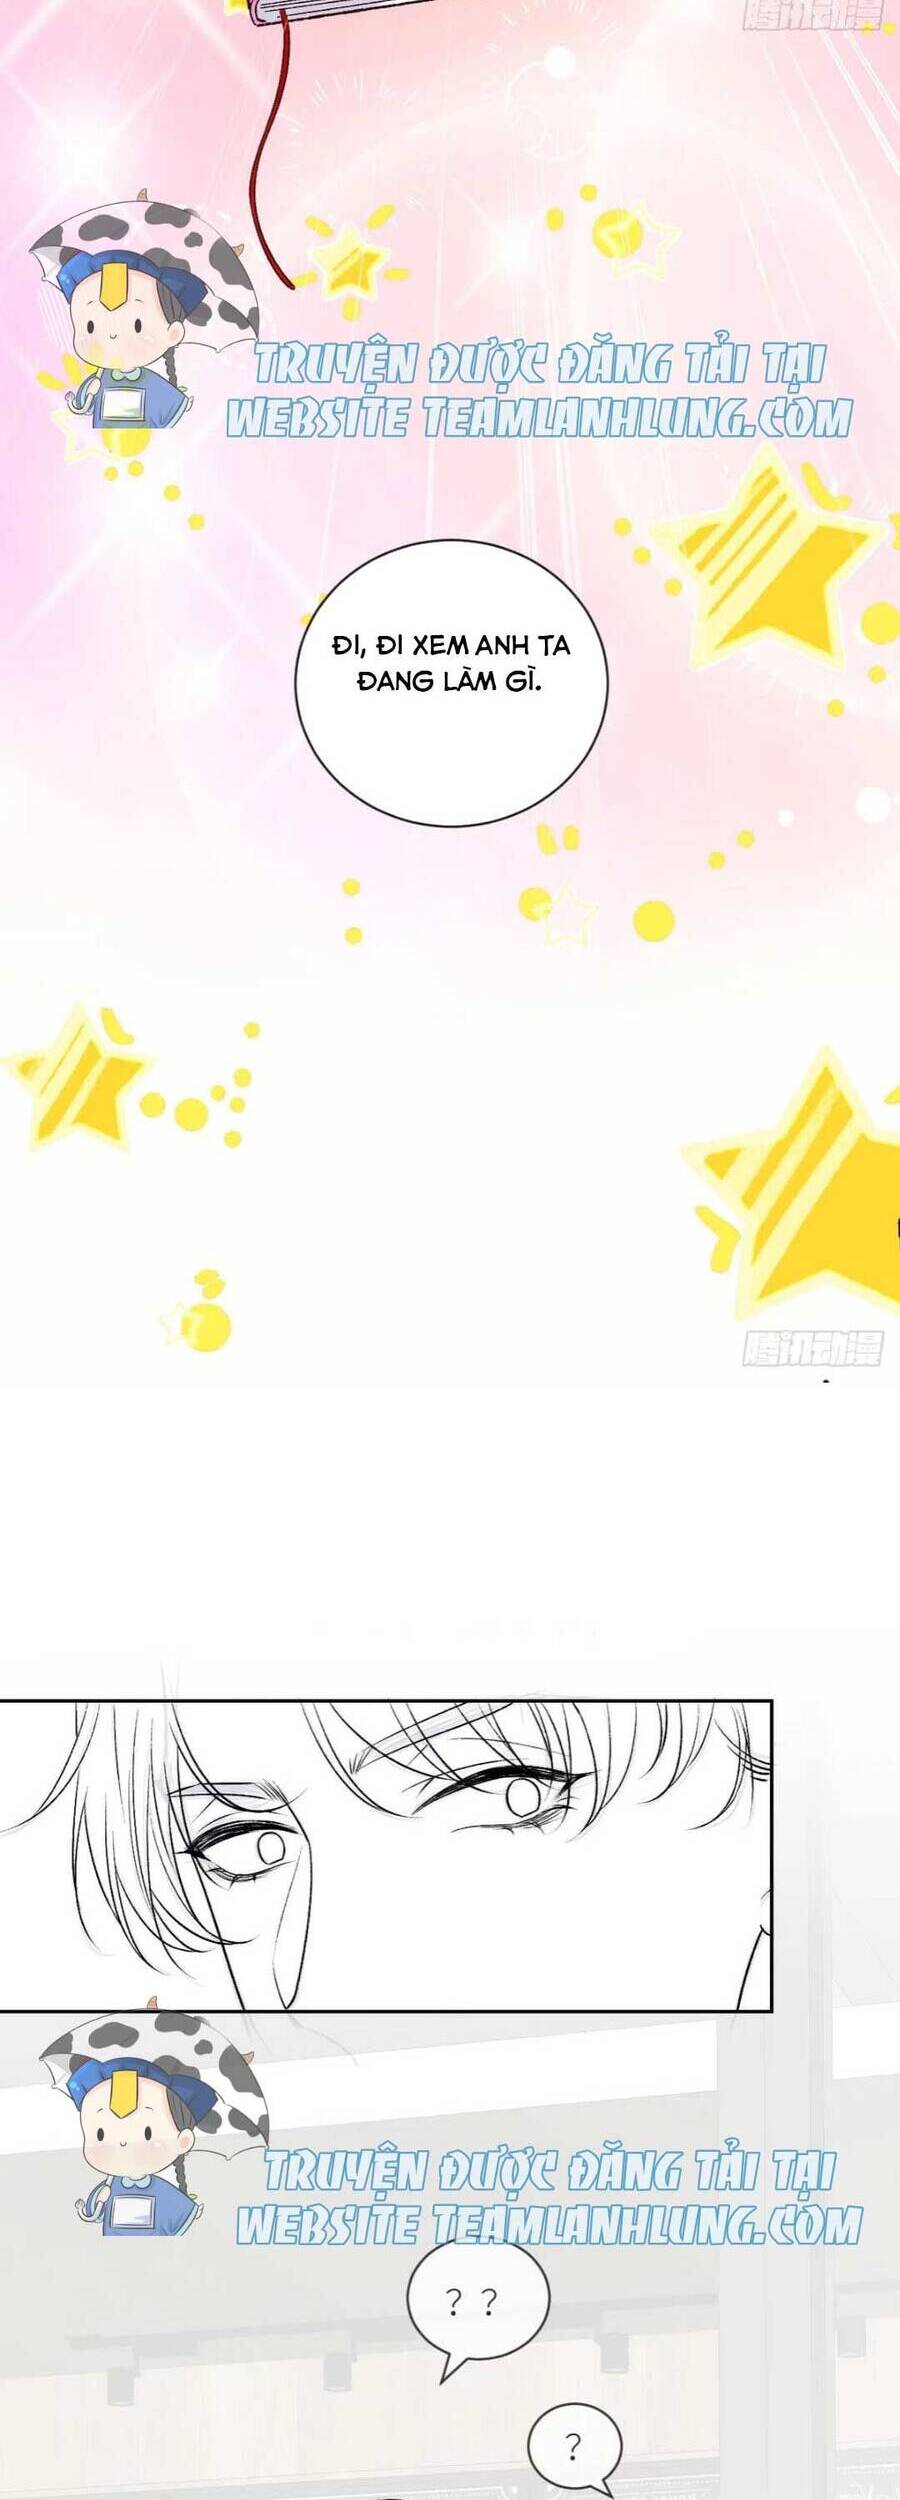 腾讯动漫
TRUYỆN ĐƯỢC ĐĂNG TẢI TẠI
WEBSITE TEAMLANHLUNG.COM
ĐI, ĐI XEM ANH TA
ĐANG LÀM GÌ.
腾讯动漫
TRUYỆN ĐƯỢC ĐĂNG TẢI TẠI
WEBSITE TEAMLANHLUNG.COM
？？
？